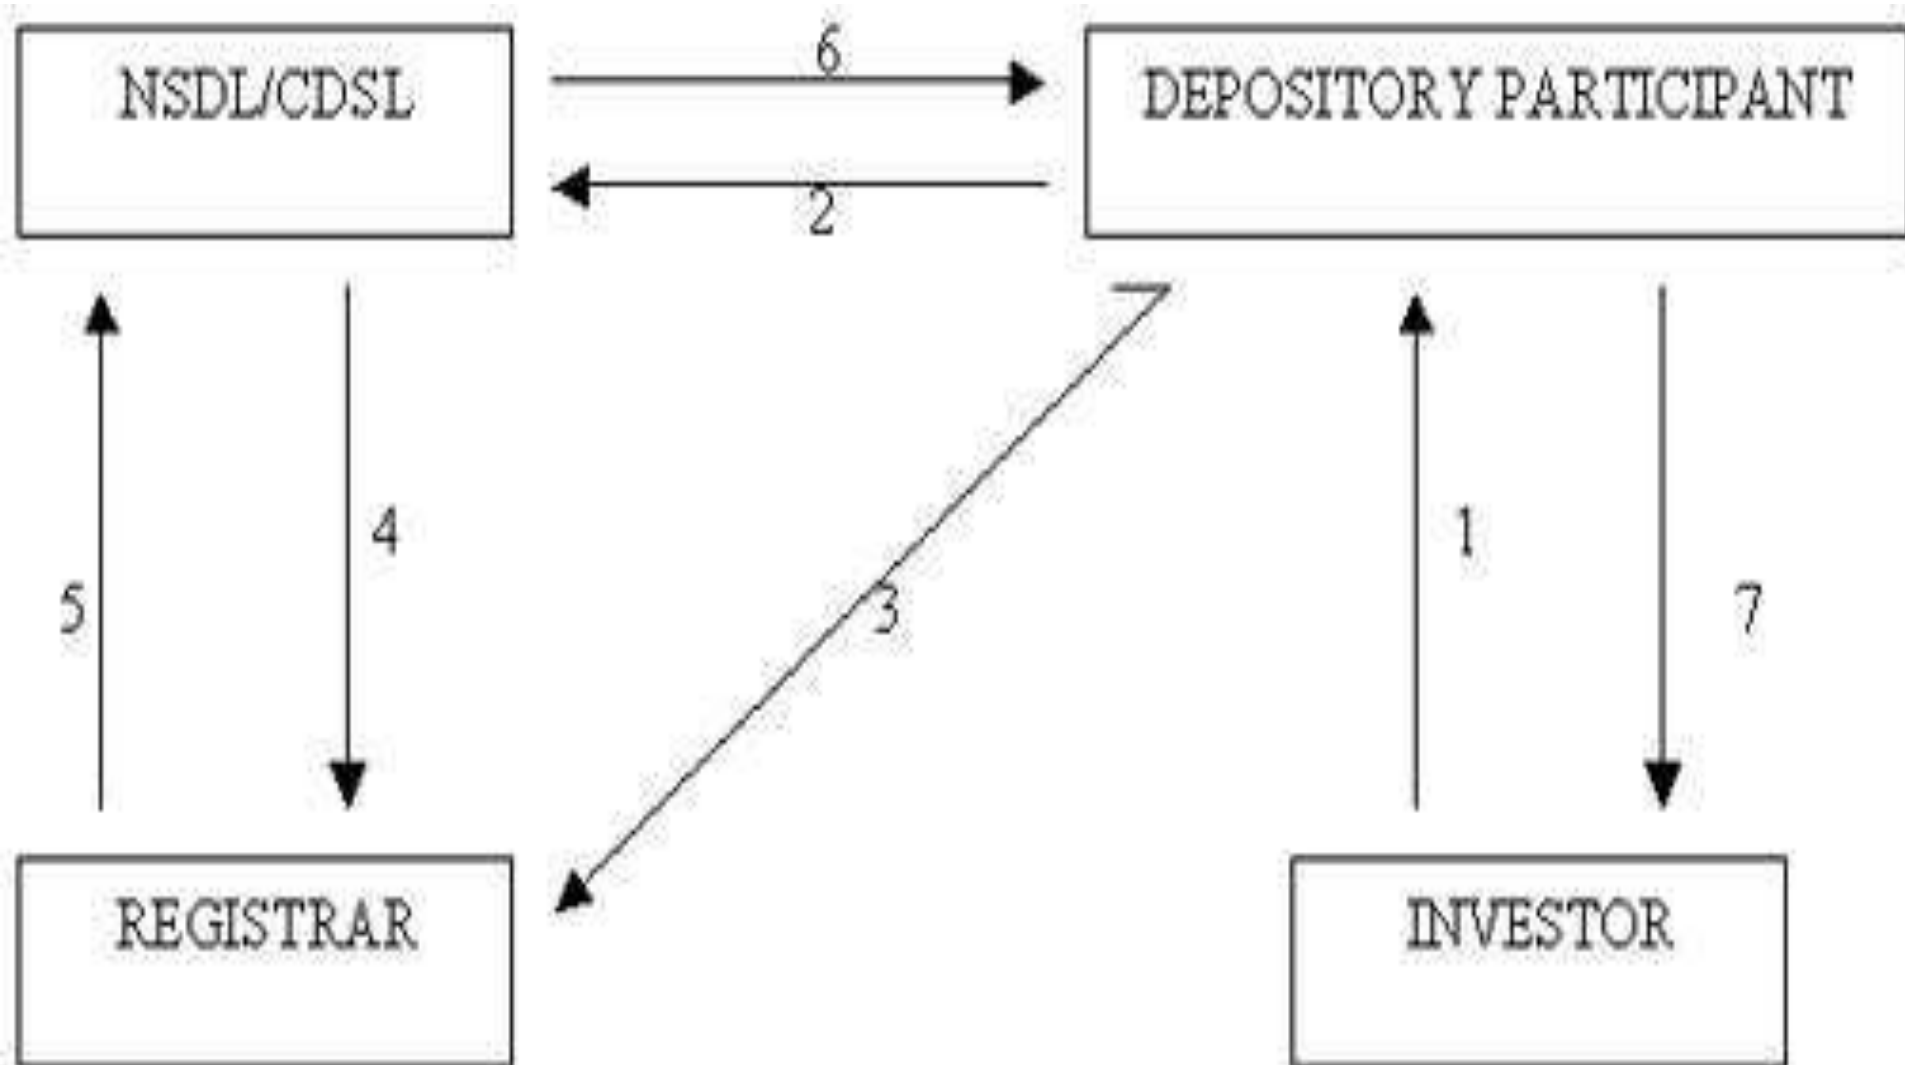 NSDL/CDSL
6
DEPOSITORY PARTICIPANT
2
4
5
3
1
7
REGISTRAR
INVESTOR